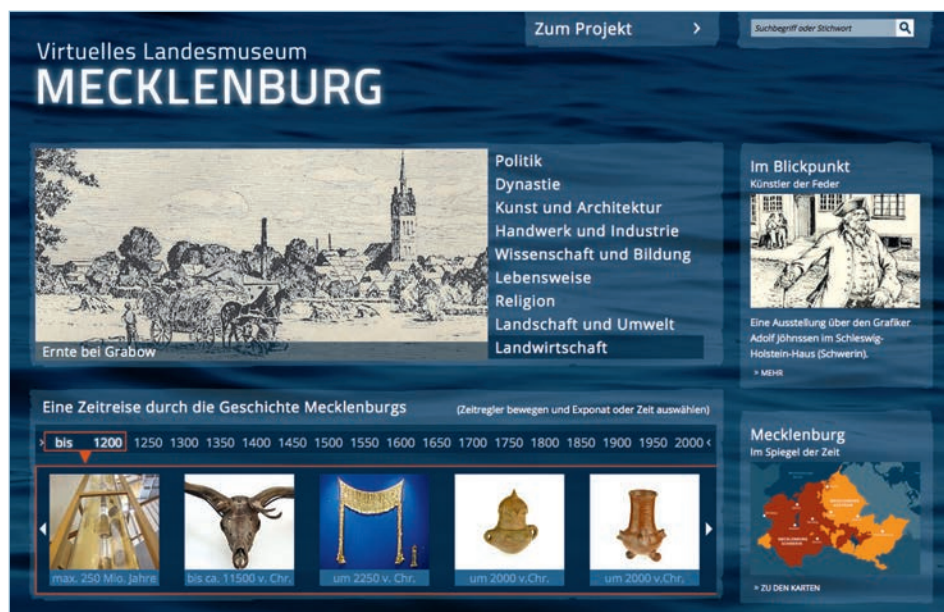 Zum Projekt >
Suchbegriff oder Stichwort
Virtuelles Landesmuseum
MECKLENBURG
Politik
Dynastie
Kunst und Architektur
Handwerk und Industrie
Wissenschaft und Bildung
Lebensweise
Religion
Landschaft und Umwelt
Landwirtschaft
Ernte bei Grabow
Im Blickpunkt
Künstler der Feder
Eine Ausstellung über den Grafiker
Adolf Jöhnssen im Schleswig-
Holstein-Haus (Schwerin).
> MEHR
Eine Zeitreise durch die Geschichte Mecklenburgs
(Zeitregler bewegen und Exponat oder Zeit auswählen)
> bis 1200 1250 1300 1350 1400 1450 1500 1550 1600 1650 1700 1750 1800 1850 1900 1950 2000 <
max. 250 Mio. Jahre
bis ca. 11500 v. Chr.
um 2250 v. Chr.
um 2000 v.Chr.
um 2000 v.Chr.
Mecklenburg
Im Spiegel der Zeit
> ZU DEN KARTEN